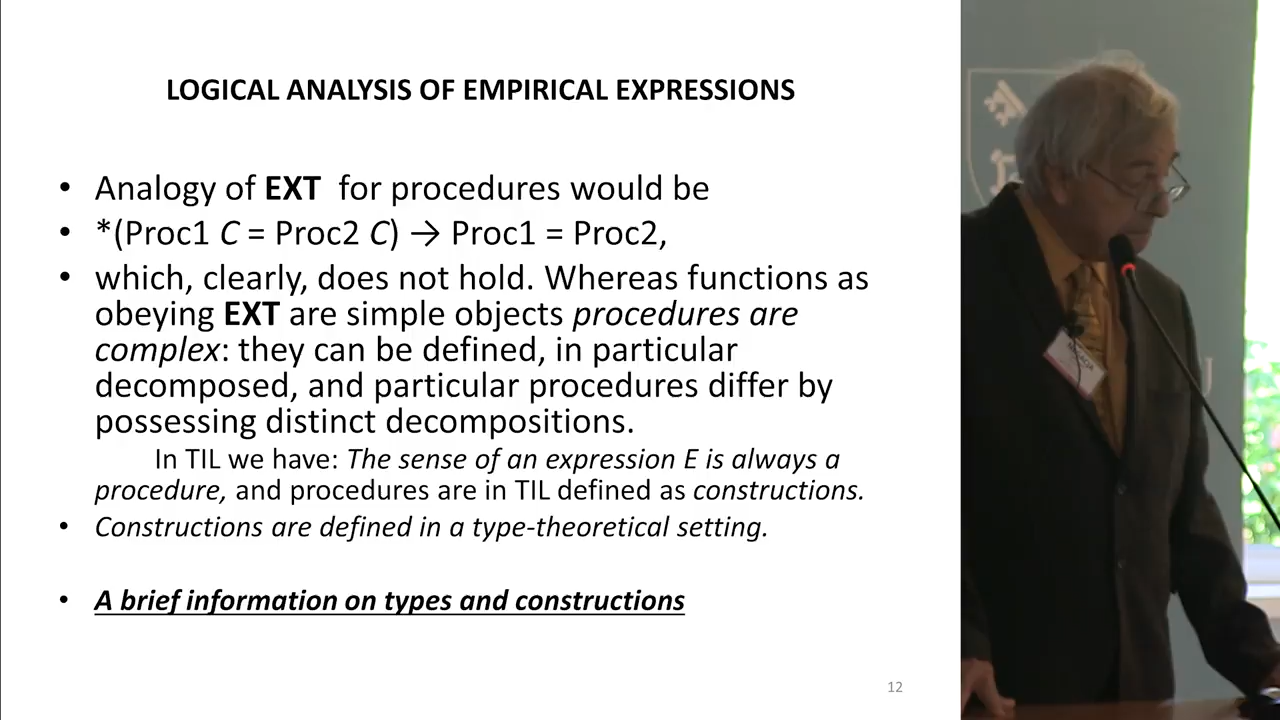 LOGICAL ANALYSIS OF EMPIRICAL EXPRESSIONS
• Analogy of EXT for procedures would be
• *(Proc1 C = Proc2 C) → Proc1 = Proc2,
• which, clearly, does not hold. Whereas functions as
obeying EXT are simple objects procedures are
complex: they can be defined, in particular
decomposed, and particular procedures differ by
possessing distinct decompositions.
In TIL we have: The sense of an expression E is always a
procedure, and procedures are in TIL defined as constructions.
• Constructions are defined in a type-theoretical setting.
• A brief information on types and constructions
12